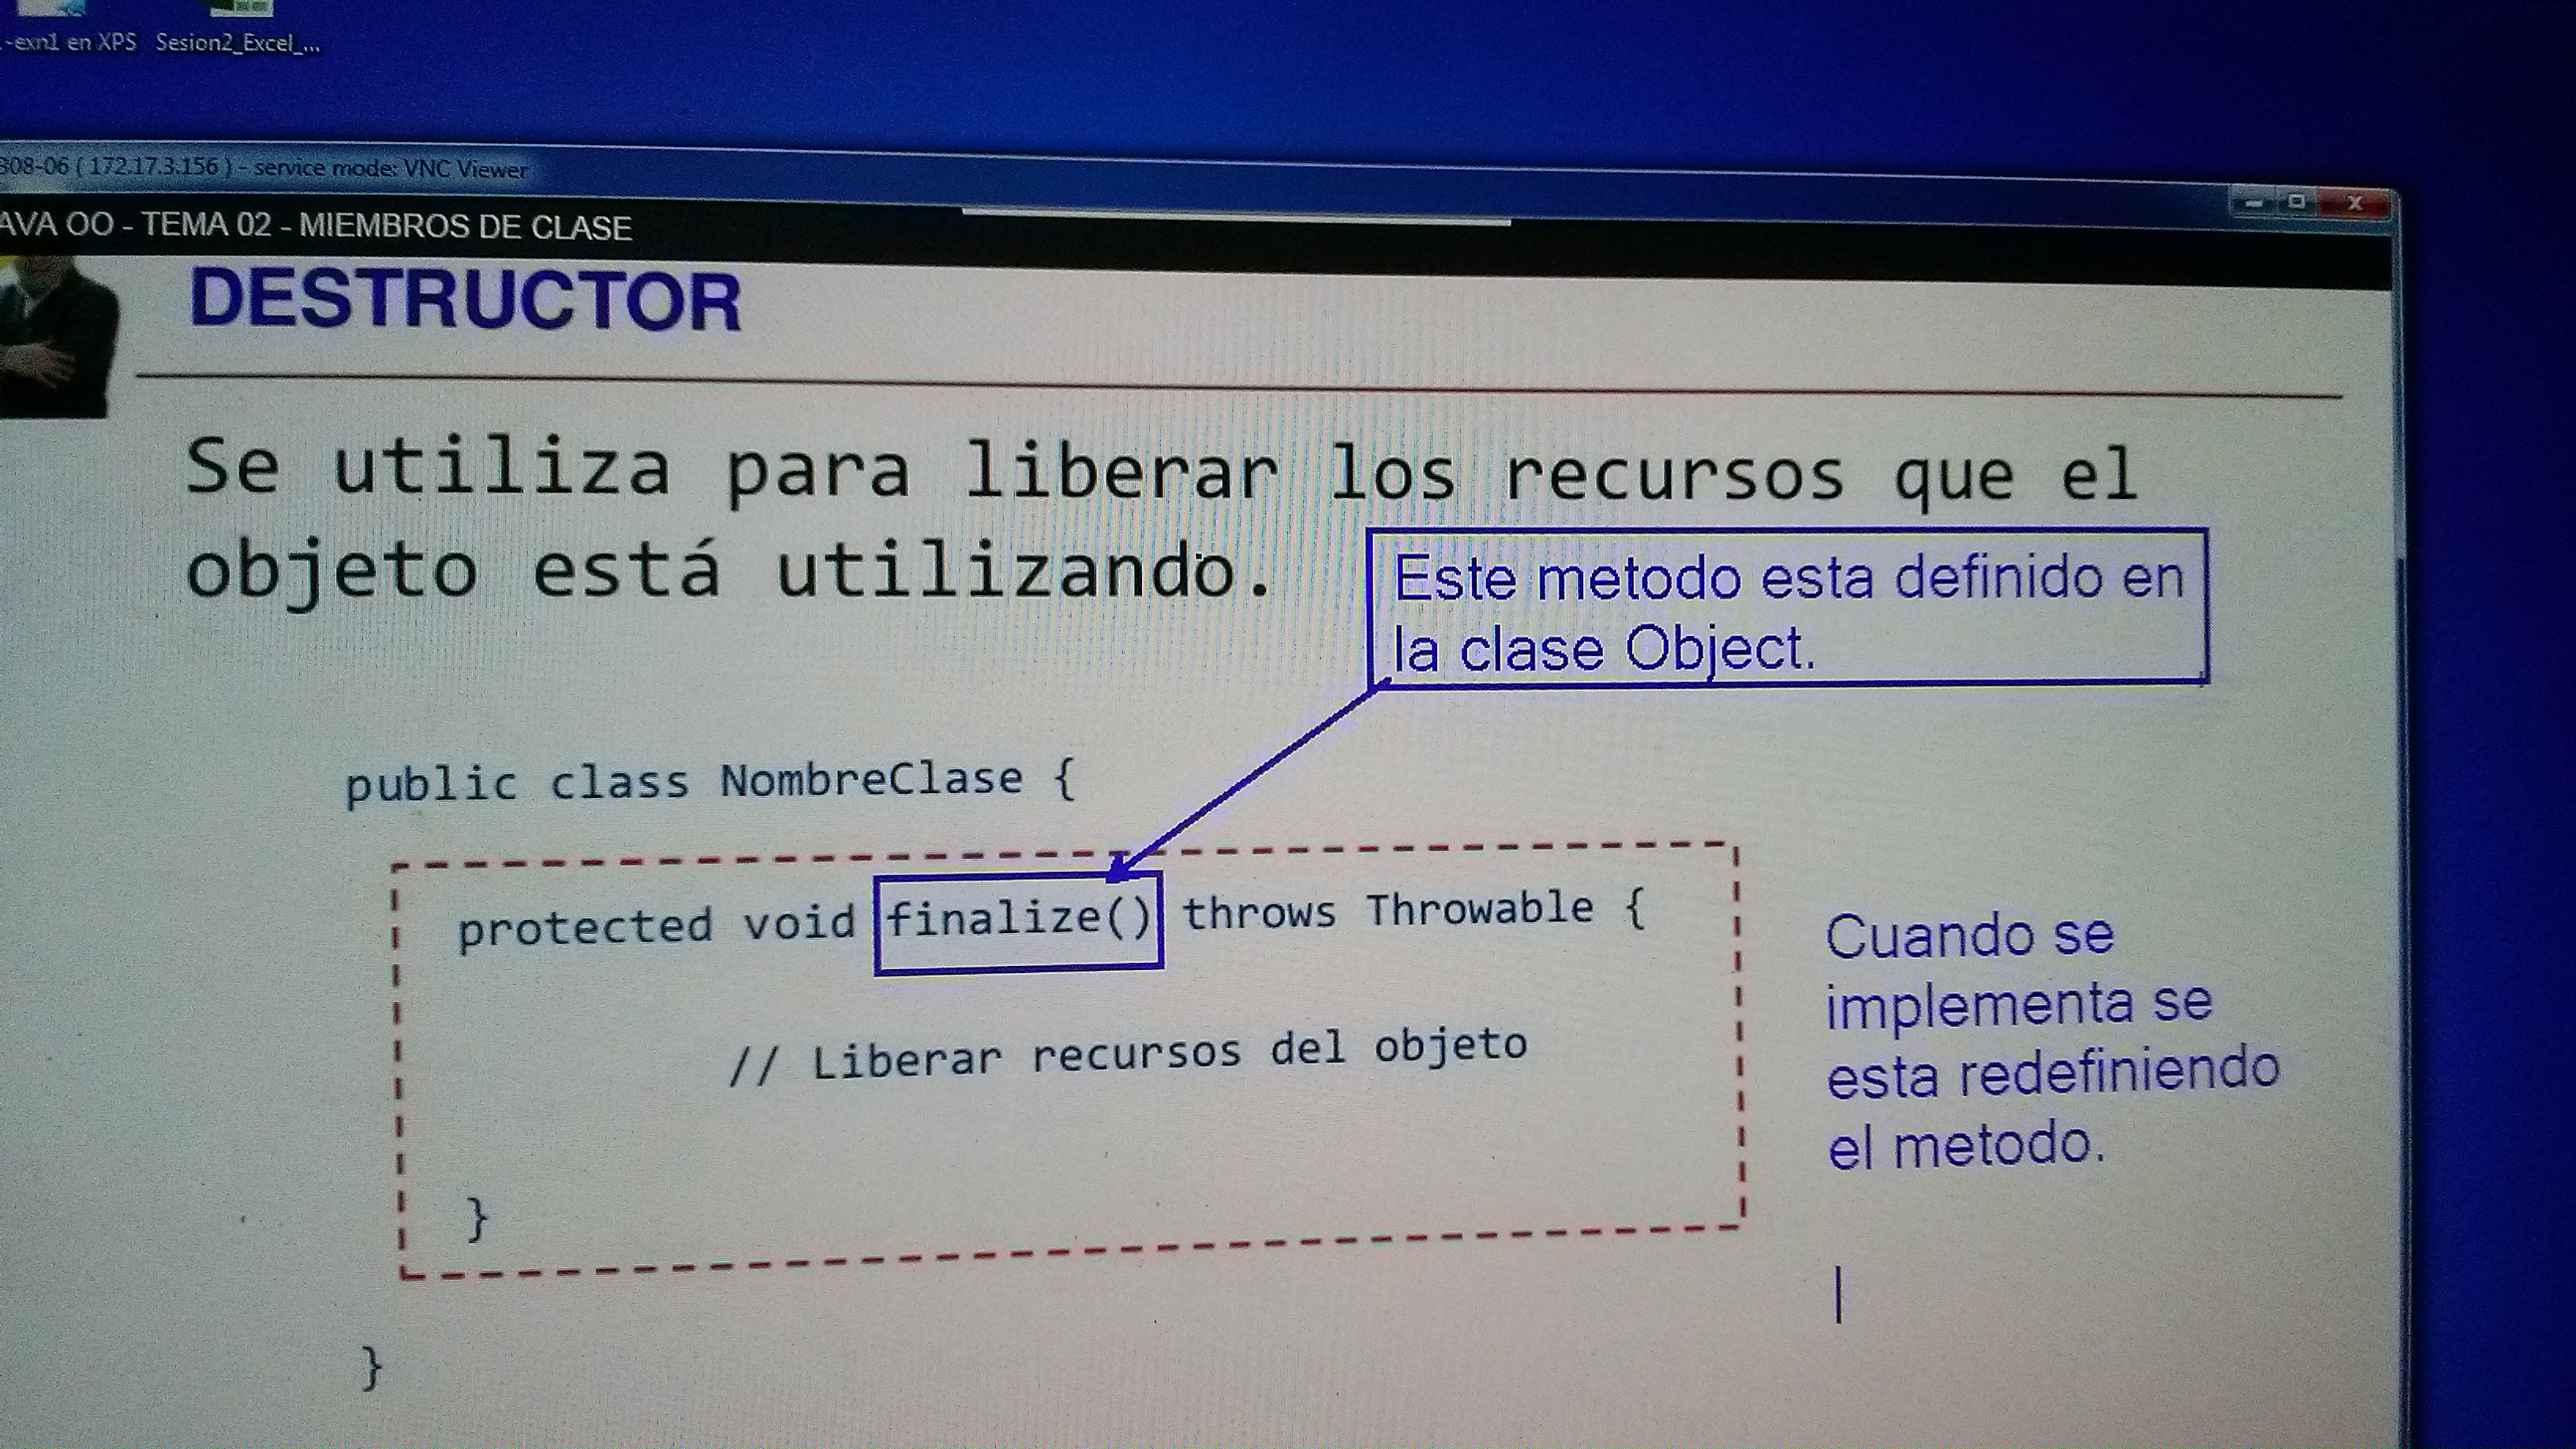 -exn1 en XPS Sesion2_Excel_...
308-06 ( 172.17.3.156 ) - service mode: VNC Viewer
AVA OO - TEMA 02 - MIEMBROS DE CLASE
DESTRUCTOR
Se utiliza para liberar los recursos que el
objeto está utilizando.
Este metodo esta definido en
la clase Object.
public class NombreClase {
protected void finalize() throws Throwable {
// Liberar recursos del objeto
}
}
Cuando se
implementa se
esta redefiniendo
el metodo.